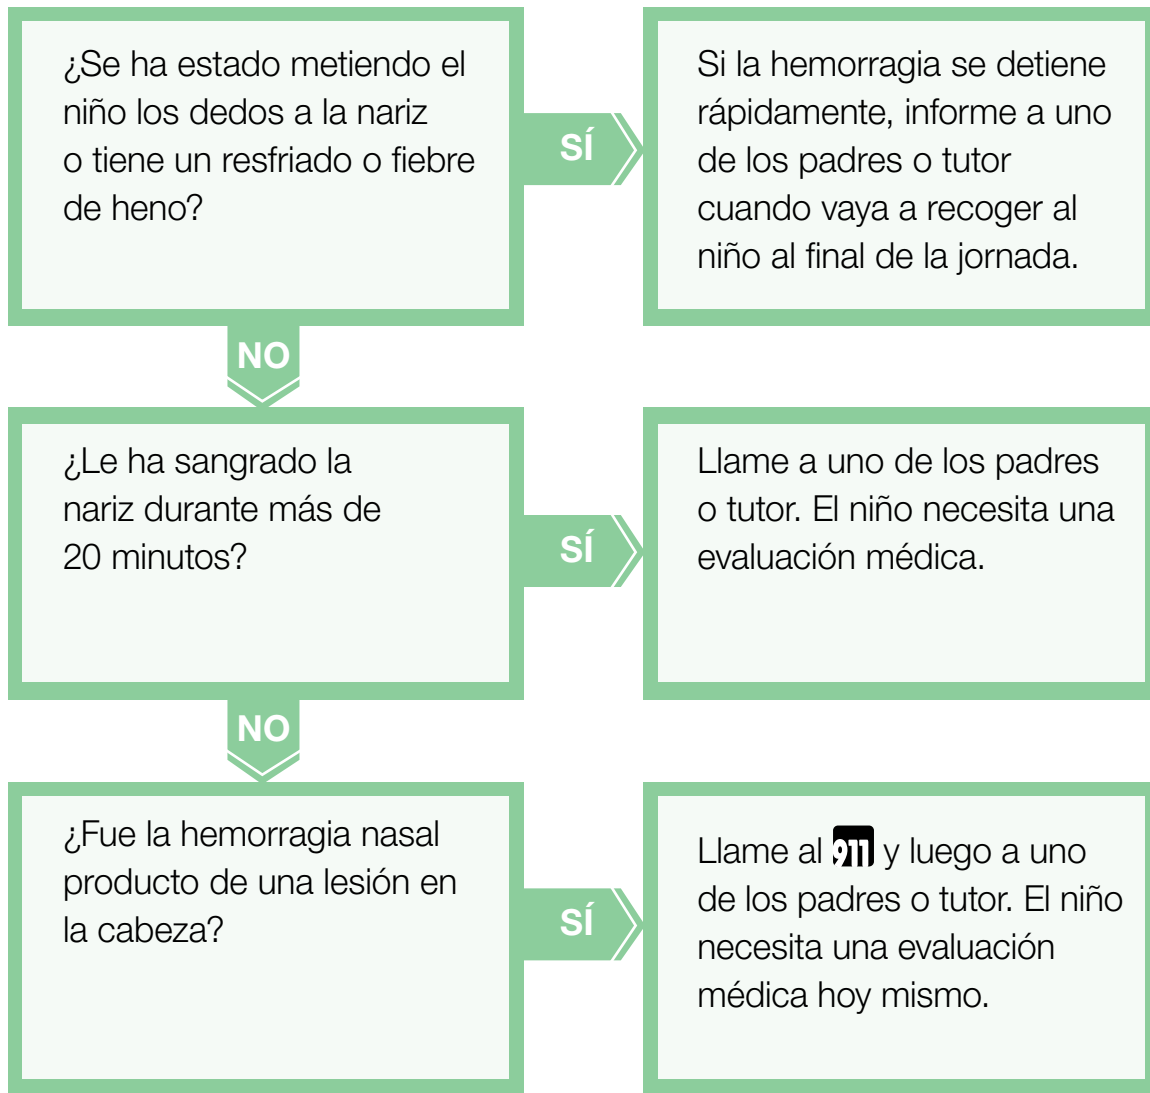 ¿Se ha estado metiendo el
niño los dedos a la nariz
o tiene un resfriado o fiebre
de heno?
SÍ
Si la hemorragia se detiene
rápidamente, informe a uno
de los padres o tutor
cuando vaya a recoger al
niño al final de la jornada.
NO
¿Le ha sangrado la
nariz durante más de
20 minutos?
SÍ
Llame a uno de los padres
o tutor. El niño necesita una
evaluación médica.
NO
¿Fue la hemorragia nasal
producto de una lesión en
la cabeza?
SÍ
Llame al 911 y luego a uno
de los padres o tutor. El niño
necesita una evaluación
médica hoy mismo.